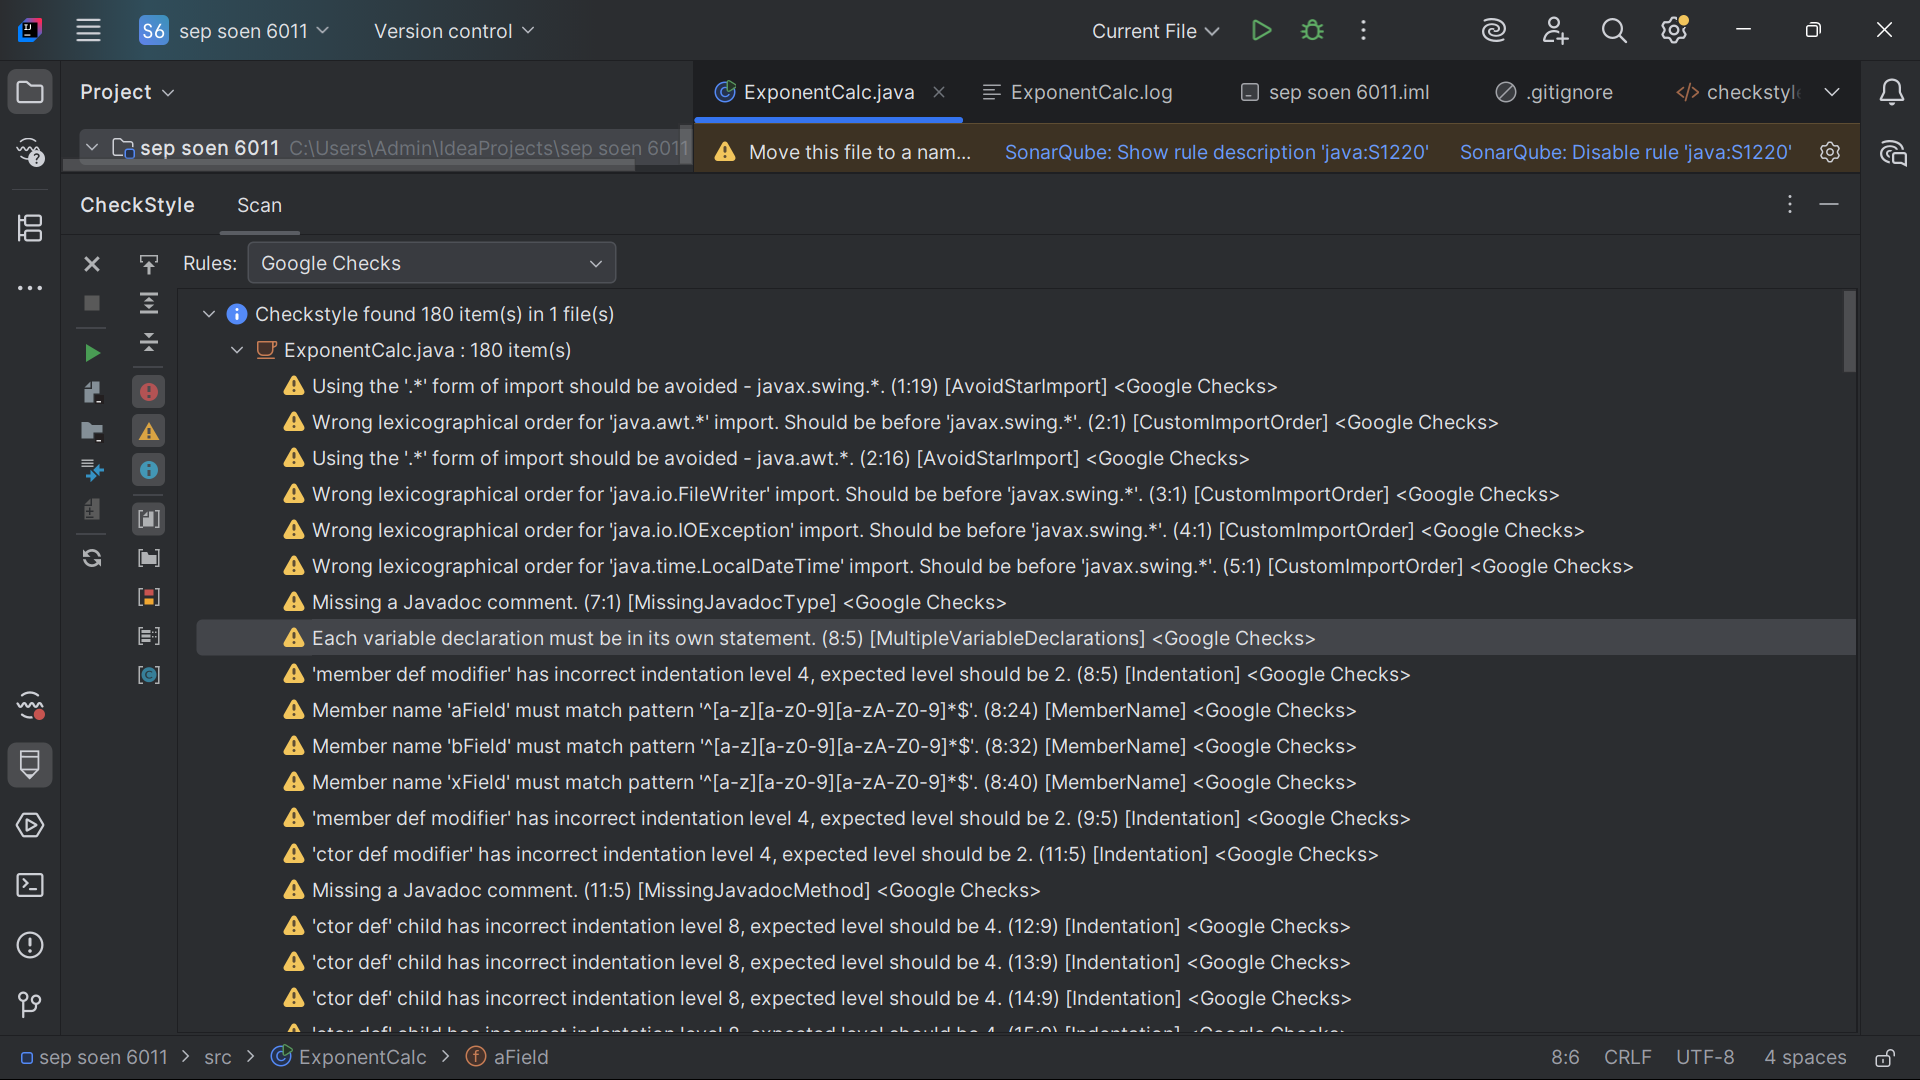 S6 sep soen 6011 Version control Current File
Project
ExponentCalc.java ExponentCalc.log sep soen 6011.iml .gitignore checkstyl
sep soen 6011 C:\Users\Admin\IdeaProjects\sep soen 6011
Move this file to a nam... SonarQube: Show rule description 'java:S1220' SonarQube: Disable rule 'java:S1220'
CheckStyle Scan
Rules: Google Checks
Checkstyle found 180 item(s) in 1 file(s)
ExponentCalc.java : 180 item(s)
Using the '.*' form of import should be avoided - javax.swing.*. (1:19) [AvoidStarImport] <Google Checks>
Wrong lexicographical order for 'java.awt.*' import. Should be before 'javax.swing.*'. (2:1) [CustomImportOrder] <Google Checks>
Using the '.*' form of import should be avoided - java.awt.*. (2:16) [AvoidStarImport] <Google Checks>
Wrong lexicographical order for 'java.io.FileWriter' import. Should be before 'javax.swing.*'. (3:1) [CustomImportOrder] <Google Checks>
Wrong lexicographical order for 'java.io.IOException' import. Should be before 'javax.swing.*'. (4:1) [CustomImportOrder] <Google Checks>
Wrong lexicographical order for 'java.time.LocalDateTime' import. Should be before 'javax.swing.*'. (5:1) [CustomImportOrder] <Google Checks>
Missing a Javadoc comment. (7:1) [MissingJavadocType] <Google Checks>
Each variable declaration must be in its own statement. (8:5) [MultipleVariableDeclarations] <Google Checks>
'member def modifier' has incorrect indentation level 4, expected level should be 2. (8:5) [Indentation] <Google Checks>
Member name 'aField' must match pattern '^[a-z][a-z0-9][a-zA-Z0-9]*$'. (8:24) [MemberName] <Google Checks>
Member name 'bField' must match pattern '^[a-z][a-z0-9][a-zA-Z0-9]*$'. (8:32) [MemberName] <Google Checks>
Member name 'xField' must match pattern '^[a-z][a-z0-9][a-zA-Z0-9]*$'. (8:40) [MemberName] <Google Checks>
'member def modifier' has incorrect indentation level 4, expected level should be 2. (9:5) [Indentation] <Google Checks>
'ctor def modifier' has incorrect indentation level 4, expected level should be 2. (11:5) [Indentation] <Google Checks>
Missing a Javadoc comment. (11:5) [MissingJavadocMethod] <Google Checks>
'ctor def' child has incorrect indentation level 8, expected level should be 4. (12:9) [Indentation] <Google Checks>
'ctor def' child has incorrect indentation level 8, expected level should be 4. (13:9) [Indentation] <Google Checks>
'ctor def' child has incorrect indentation level 8, expected level should be 4. (14:9) [Indentation] <Google Checks>
'ctor def' child has incorrect indentation level 8, expected level should be 4. (15:9) [Indentation] <Google Checks>
sep soen 6011 > src > ExponentCalc > aField 8:6 CRLF UTF-8 4 spaces